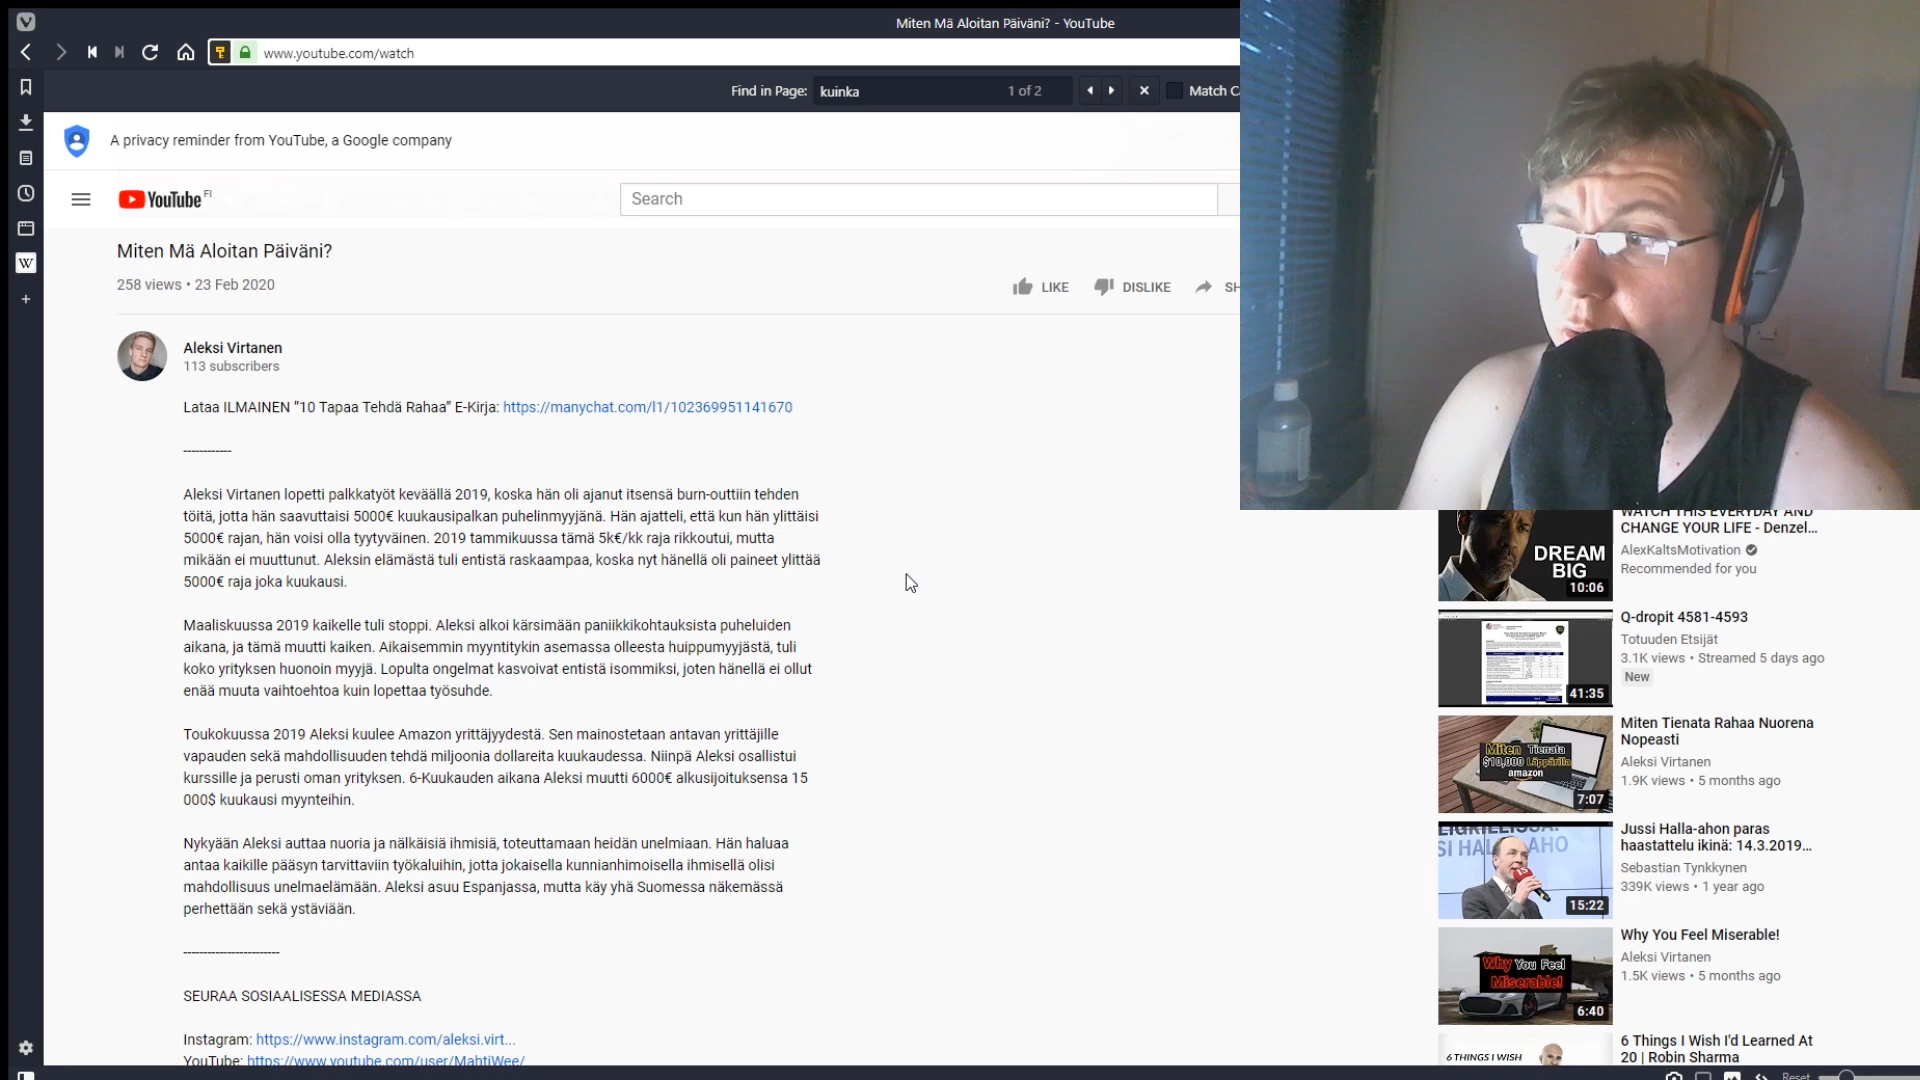 Miten Mä Aloitan Päiväni? - YouTube
www.youtube.com/watch
Find in Page: kuinka 1 of 2 Match C
A privacy reminder from YouTube, a Google company
YouTube FI
Search
Miten Mä Aloitan Päiväni?
258 views • 23 Feb 2020
LIKE DISLIKE SH
Aleksi Virtanen
113 subscribers
Lataa ILMAINEN "10 Tapaa Tehdä Rahaa" E-Kirja: https://manychat.com/l1/102369951141670
------------
Aleksi Virtanen lopetti palkkatyöt keväällä 2019, koska hän oli ajanut itsensä burn-outtiin tehden
töitä, jotta hän saavuttaisi 5000€ kuukausipalkan puhelinmyyjänä. Hän ajatteli, että kun hän ylittäisi
5000€ rajan, hän voisi olla tyytyväinen. 2019 tammikuussa tämä 5k€/kk raja rikkoutui, mutta
mikään ei muuttunut. Aleksin elämästä tuli entistä raskaampaa, koska nyt hänellä oli paineet ylittää
5000€ raja joka kuukausi.
Maaliskuussa 2019 kaikelle tuli stoppi. Aleksi alkoi kärsimään paniikkikohtauksista puheluiden
aikana, ja tämä muutti kaiken. Aikaisemmin myyntitykin asemassa olleesta huippumyyjästä, tuli
koko yrityksen huonoin myyjä. Lopulta ongelmat kasvoivat entistä isommiksi, joten hänellä ei ollut
enää muuta vaihtoehtoa kuin lopettaa työsuhde.
Toukokuussa 2019 Aleksi kuulee Amazon yrittäjyydestä. Sen mainostetaan antavan yrittäjille
vapauden sekä mahdollisuuden tehdä miljoonia dollareita kuukaudessa. Niinpä Aleksi osallistui
kurssille ja perusti oman yrityksen. 6-Kuukauden aikana Aleksi muutti 6000€ alkusijoituksensa 15
000$ kuukausi myynteihin.
Nykyään Aleksi auttaa nuoria ja nälkäisiä ihmisiä, toteuttamaan heidän unelmiaan. Hän haluaa
antaa kaikille pääsyn tarvittaviin työkaluihin, jotta jokaisella kunnianhimoisella ihmisellä olisi
mahdollisuus unelmaelämään. Aleksi asuu Espanjassa, mutta käy yhä Suomessa näkemässä
perhettään sekä ystäviään.
------------------------
SEURAA SOSIAALISESSA MEDIASSA
Instagram: https://www.instagram.com/aleksi.virt...
YouTube: https://www.youtube.com/user/MahtiWee/
WATCH THIS EVERYDAY AND
CHANGE YOUR LIFE - Denzel...
AlexKaltsMotivation
Recommended for you
DREAM
BIG
10:06
Q-dropit 4581-4593
Totuuden Etsijät
3.1K views • Streamed 5 days ago
New
41:35
Miten Tienata Rahaa Nuorena
Nopeasti
Aleksi Virtanen
1.9K views • 5 months ago
Miten Tienata
$10,000 Läppärillä
amazon
7:07
Jussi Halla-ahon paras
haastattelu ikinä: 14.3.2019...
Sebastian Tynkkynen
339K views • 1 year ago
15:22
Why You Feel Miserable!
Aleksi Virtanen
1.5K views • 5 months ago
Why You Feel
Miserable!
6:40
6 Things I Wish I'd Learned At
20 | Robin Sharma
6 THINGS I WISH
Reset